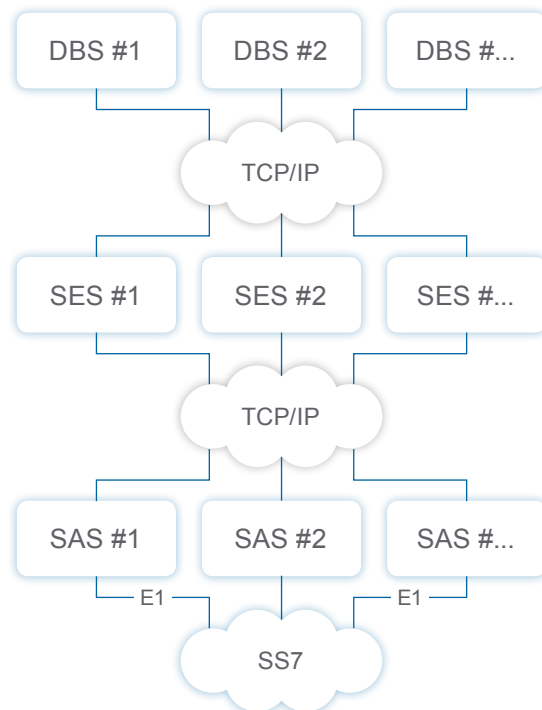 DBS #1
DBS #2
DBS #...
TCP/IP
SES #1
SES #2
SES #...
TCP/IP
SAS #1
SAS #2
SAS #...
E1
E1
SS7